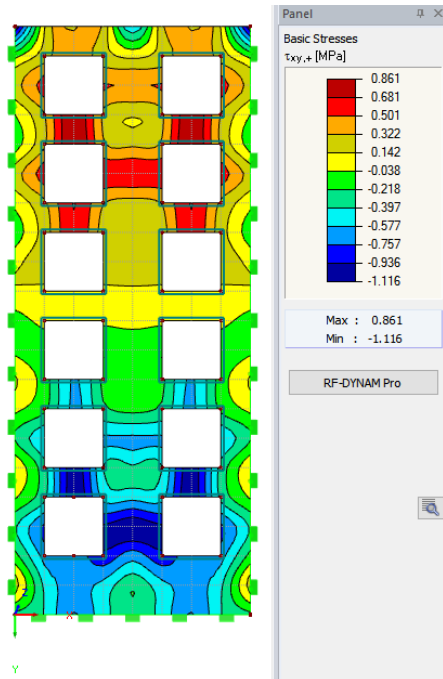 Panel
Basic Stresses
τxy,+ [MPa]
0.861
0.681
0.501
0.322
0.142
-0.038
-0.218
-0.397
-0.577
-0.757
-0.936
-1.116
Max : 0.861
Min : -1.116
RF-DYNAM Pro
Z
X
Y